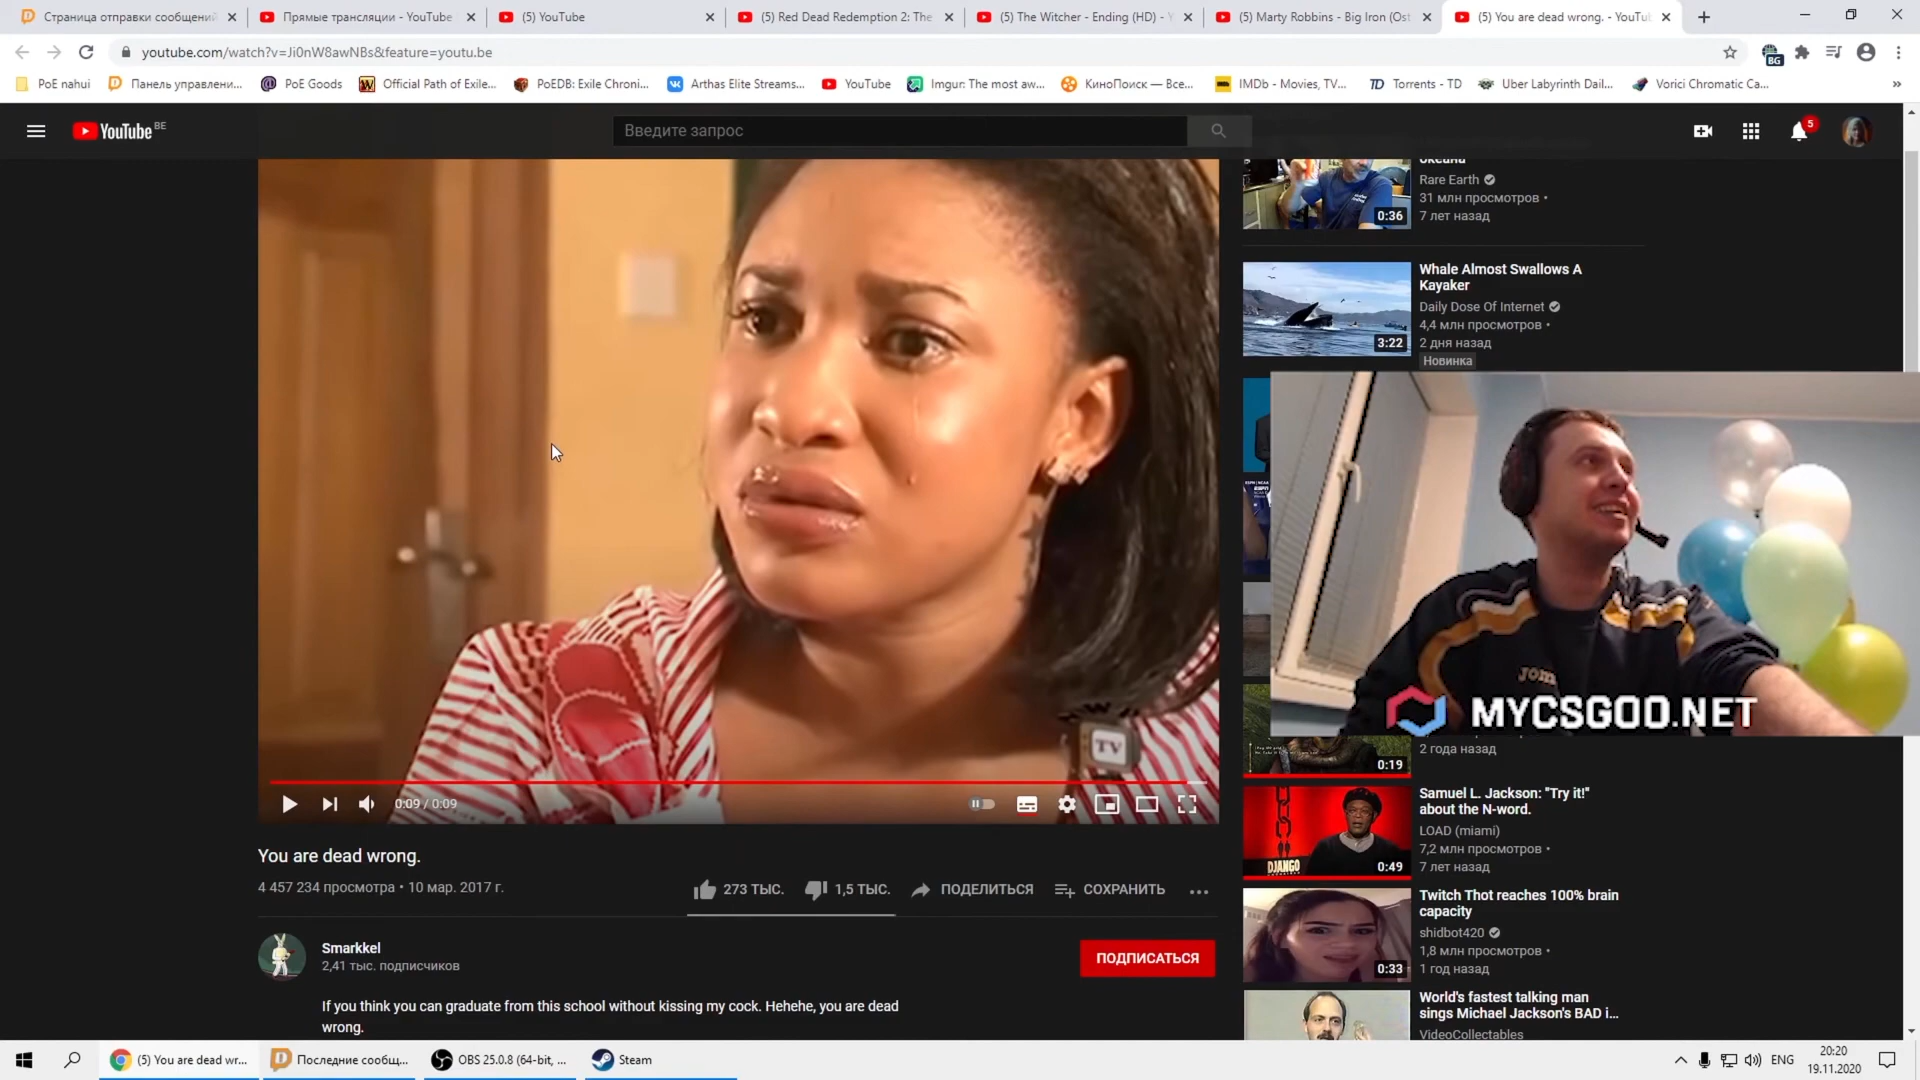 Страница отправки сообщений
Прямые трансляции - YouTube
(5) YouTube
(5) Red Dead Redemption 2: The
(5) The Witcher - Ending (HD) - Y
(5) Marty Robbins - Big Iron (Ost
(5) You are dead wrong. - YouTu
youtube.com/watch?v=Ji0nW8awNBs&feature=youtu.be
BG
PoE nahui
Панель управлени...
PoE Goods
Official Path of Exile...
PoEDB: Exile Chroni...
Arthas Elite Streams...
YouTube
Imgur: The most aw...
КиноПоиск — Все...
IMDb - Movies, TV...
TD Torrents - TD
Uber Labyrinth Dail...
Vorici Chromatic Ca...
YouTube BE
Введите запрос
5
океана
Rare Earth
31 млн просмотров •
7 лет назад
0:36
Whale Almost Swallows A
Kayaker
Daily Dose Of Internet
4,4 млн просмотров •
2 дня назад
Новинка
3:22
TV
0:09 / 0:09
MYCSGOO.NET
2 года назад
0:19
You are dead wrong.
4 457 234 просмотра • 10 мар. 2017 г.
273 ТЫС.
1,5 ТЫС.
ПОДЕЛИТЬСЯ
СОХРАНИТЬ
Smarkkel
2,41 тыс. подписчиков
ПОДПИСАТЬСЯ
If you think you can graduate from this school without kissing my cock. Hehehe, you are dead
wrong.
Samuel L. Jackson: "Try it!"
about the N-word.
LOAD (miami)
7,2 млн просмотров •
7 лет назад
DJANGO
0:49
Twitch Thot reaches 100% brain
capacity
shidbot420
1,8 млн просмотров •
1 год назад
0:33
World's fastest talking man
sings Michael Jackson's BAD i...
VideoCollectables
(5) You are dead wr...
Последние сообщ...
OBS 25.0.8 (64-bit, ...
Steam
ENG
20:20
19.11.2020